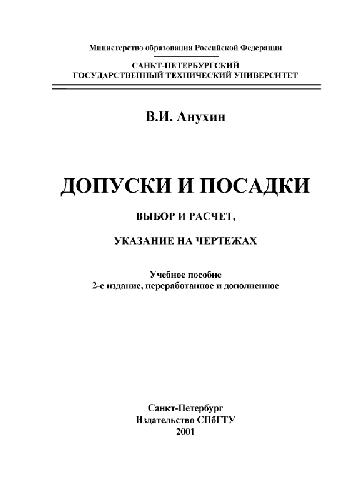 Министерство образования Российской Федерации
САНКТ-ПЕТЕРБУРГСКИЙ
ГОСУДАРСТВЕННЫЙ ТЕХНИЧЕСКИЙ УНИВЕРСИТЕТ
В.И. Анухин
ДОПУСКИ И ПОСАДКИ
ВЫБОР И РАСЧЕТ,
УКАЗАНИЕ НА ЧЕРТЕЖАХ
Учебное пособие
2-е издание, переработанное и дополненное
Санкт-Петербург
Издательство СПбГТУ
2001